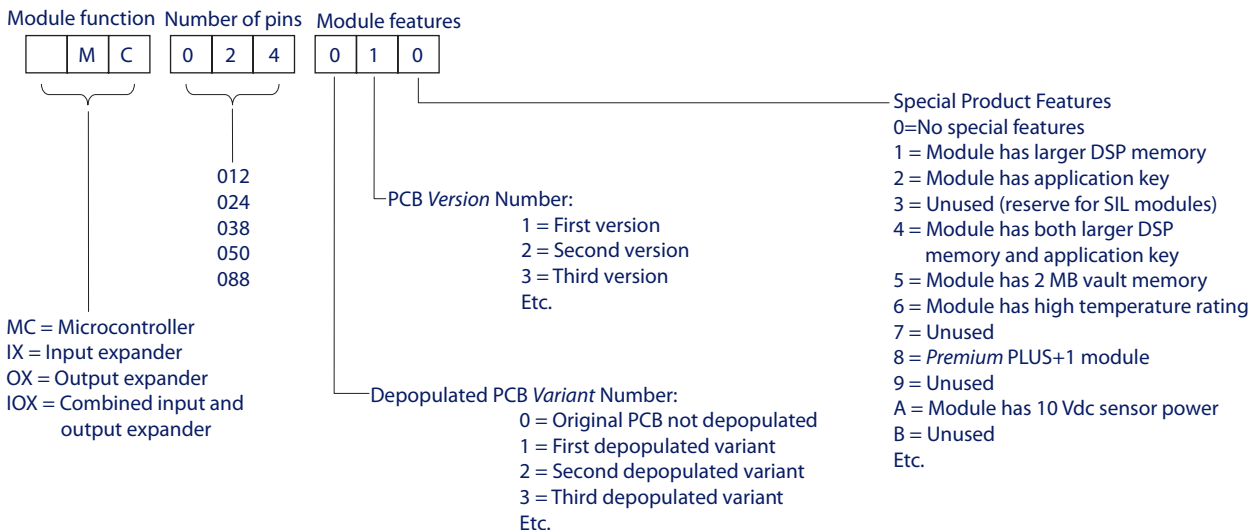 Module function Number of pins Module features
M C 0 2 4 0 1 0
Special Product Features
0=No special features
1 = Module has larger DSP memory
2 = Module has application key
3 = Unused (reserve for SIL modules)
4 = Module has both larger DSP
memory and application key
5 = Module has 2 MB vault memory
6 = Module has high temperature rating
7 = Unused
8 = Premium PLUS+1 module
9 = Unused
A = Module has 10 Vdc sensor power
B = Unused
Etc.
012
024
038
050
088
PCB Version Number:
1 = First version
2 = Second version
3 = Third version
Etc.
MC = Microcontroller
IX = Input expander
OX = Output expander
IOX = Combined input and
output expander
Depopulated PCB Variant Number:
0 = Original PCB not depopulated
1 = First depopulated variant
2 = Second depopulated variant
3 = Third depopulated variant
Etc.